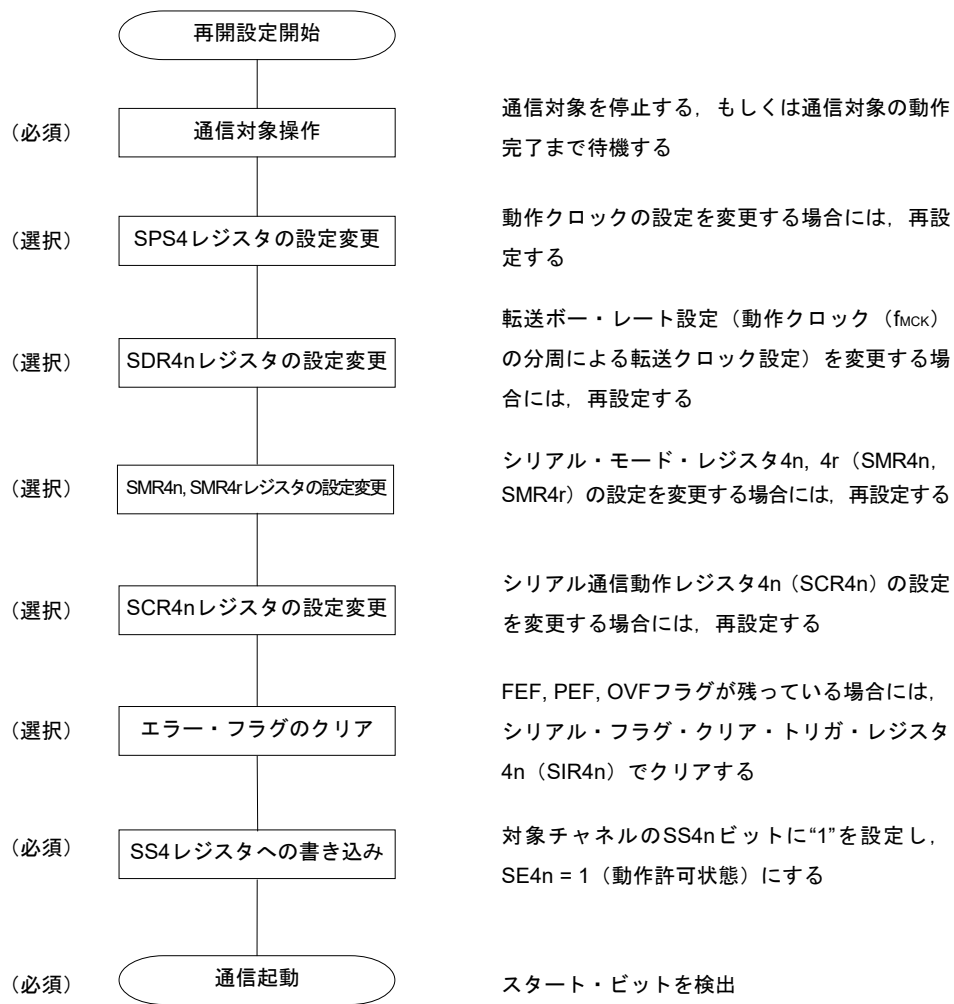 再開設定開始
（必須）
通信対象操作
通信対象を停止する，もしくは通信対象の動作
完了まで待機する
（選択）
SPS4レジスタの設定変更
動作クロックの設定を変更する場合には，再設
定する
（選択）
SDR4nレジスタの設定変更
転送ボー・レート設定（動作クロック（fMCK）
の分周による転送クロック設定）を変更する場
合には，再設定する
（選択）
SMR4n, SMR4rレジスタの設定変更
シリアル・モード・レジスタ4n, 4r（SMR4n,
SMR4r）の設定を変更する場合には，再設定する
（選択）
SCR4nレジスタの設定変更
シリアル通信動作レジスタ4n（SCR4n）の設定
を変更する場合には，再設定する
（選択）
エラー・フラグのクリア
FEF, PEF, OVFフラグが残っている場合には，
シリアル・フラグ・クリア・トリガ・レジスタ
4n（SIR4n）でクリアする
（必須）
SS4レジスタへの書き込み
対象チャネルのSS4nビットに“1”を設定し，
SE4n = 1（動作許可状態）にする
（必須）
通信起動
スタート・ビットを検出